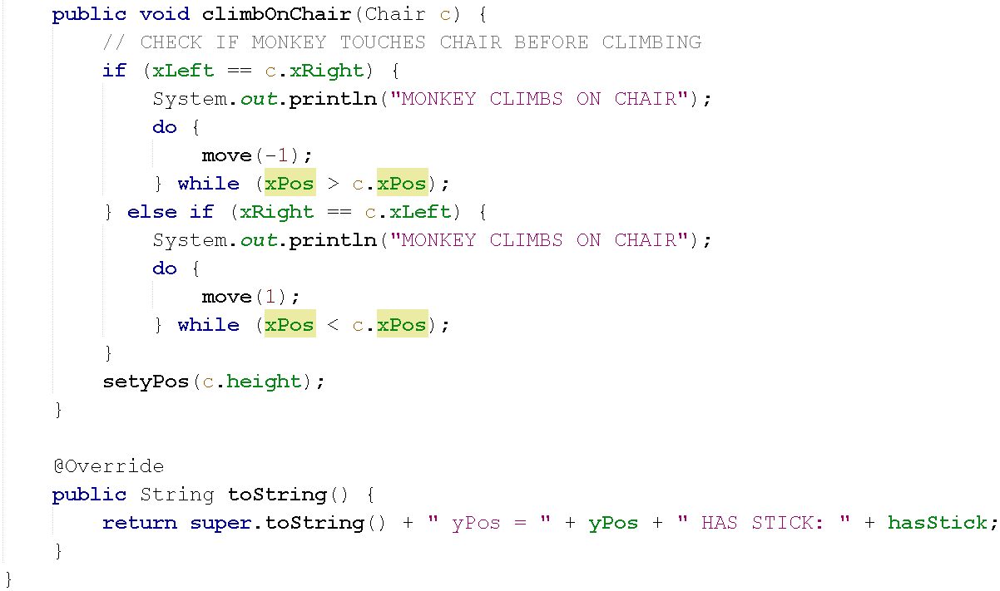 public void climbOnChair(Chair c) {
// CHECK IF MONKEY TOUCHES CHAIR BEFORE CLIMBING
if (xLeft == c.xRight) {
System.out.println("MONKEY CLIMBS ON CHAIR");
do {
move(-1);
} while (xPos > c.xPos);
} else if (xRight == c.xLeft) {
System.out.println("MONKEY CLIMBS ON CHAIR");
do {
move(1);
} while (xPos < c.xPos);
}
setyPos(c.height);
}
@Override
public String toString() {
return super.toString() + " yPos = " + yPos + " HAS STICK: " + hasStick;
}
}